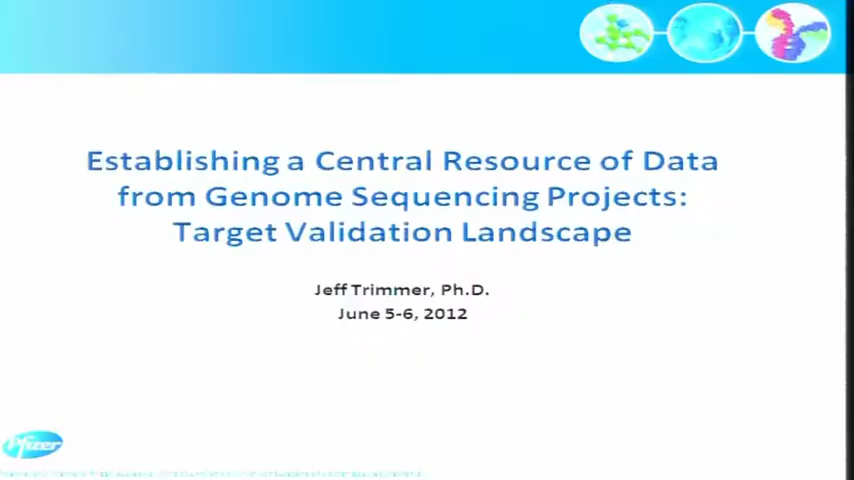 Establishing a Central Resource of Data
from Genome Sequencing Projects:
Target Validation Landscape
Jeff Trimmer, Ph.D.
June 5-6, 2012
Pfizer